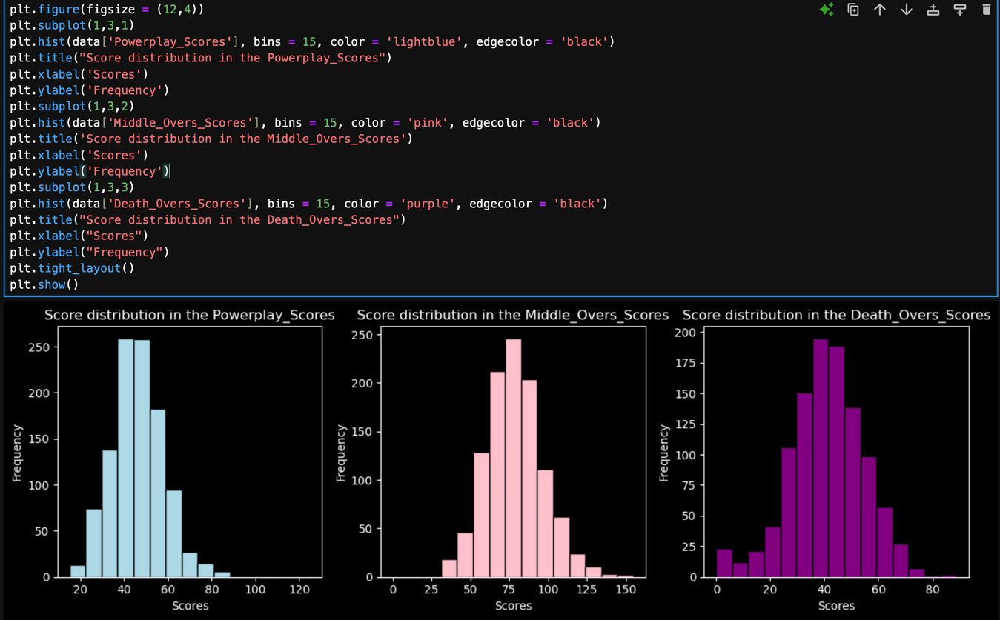 plt.figure(figsize = (12,4))
plt.subplot(1,3,1)
plt.hist(data['Powerplay_Scores'], bins = 15, color = 'lightblue', edgecolor = 'black')
plt.title("Score distribution in the Powerplay_Scores")
plt.xlabel('Scores')
plt.ylabel('Frequency')
plt.subplot(1,3,2)
plt.hist(data['Middle_Overs_Scores'], bins = 15, color = 'pink', edgecolor = 'black')
plt.title('Score distribution in the Middle_Overs_Scores')
plt.xlabel('Scores')
plt.ylabel('Frequency')
plt.subplot(1,3,3)
plt.hist(data['Death_Overs_Scores'], bins = 15, color = 'purple', edgecolor = 'black')
plt.title("Score distribution in the Death_Overs_Scores")
plt.xlabel("Scores")
plt.ylabel("Frequency")
plt.tight_layout()
plt.show()
Score distribution in the Powerplay_Scores
Frequency
250
200
150
100
50
0
20 40 60 80 100 120
Scores
Score distribution in the Middle_Overs_Scores
Frequency
250
200
150
100
50
0
0 25 50 75 100 125 150
Scores
Score distribution in the Death_Overs_Scores
Frequency
200
175
150
125
100
75
50
25
0
0 20 40 60 80
Scores